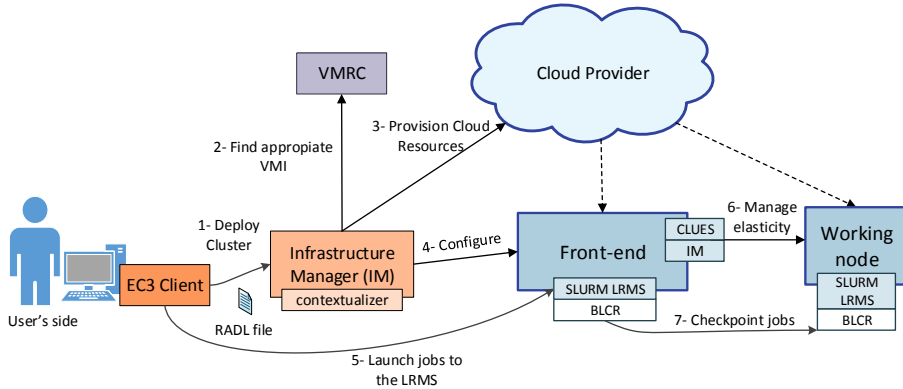 VMRC
Cloud Provider
2- Find appropiate
VMI
3- Provision Cloud
Resources
1- Deploy
Cluster
EC3 Client
User's side
RADL file
Infrastructure
Manager (IM)
contextualizer
4- Configure
Front-end
CLUES
IM
SLURM LRMS
BLCR
6- Manage
elasticity
Working
node
SLURM
LRMS
BLCR
7- Checkpoint jobs
5- Launch jobs to
the LRMS